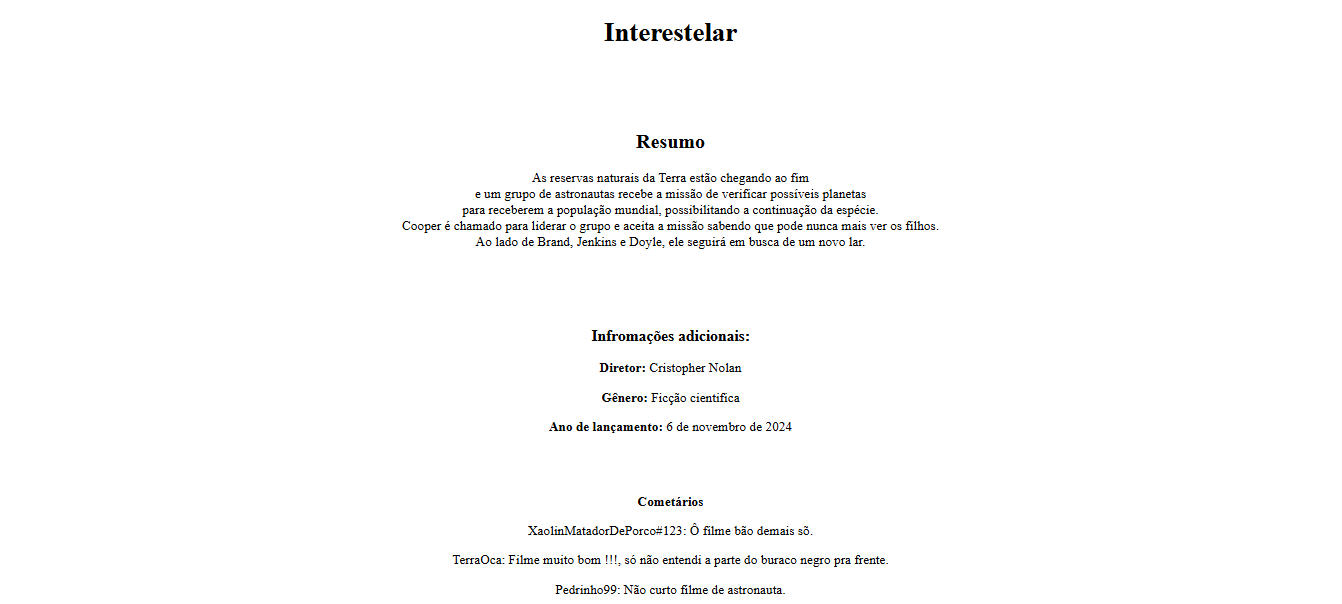 Interestelar
Resumo
As reservas naturais da Terra estão chegando ao fim
e um grupo de astronautas recebe a missão de verificar possíveis planetas
para receberem a população mundial, possibilitando a continuação da espécie.
Cooper é chamado para liderar o grupo e aceita a missão sabendo que pode nunca mais ver os filhos.
Ao lado de Brand, Jenkins e Doyle, ele seguirá em busca de um novo lar.
Infromações adicionais:
Diretor: Cristopher Nolan
Gênero: Ficção cientifica
Ano de lançamento: 6 de novembro de 2024
Cometários
XaolinMatadorDePorco#123: Ô filme bão demais sô.
TerraOca: Filme muito bom !!!, só não entendi a parte do buraco negro pra frente.
Pedrinho99: Não curto filme de astronauta.